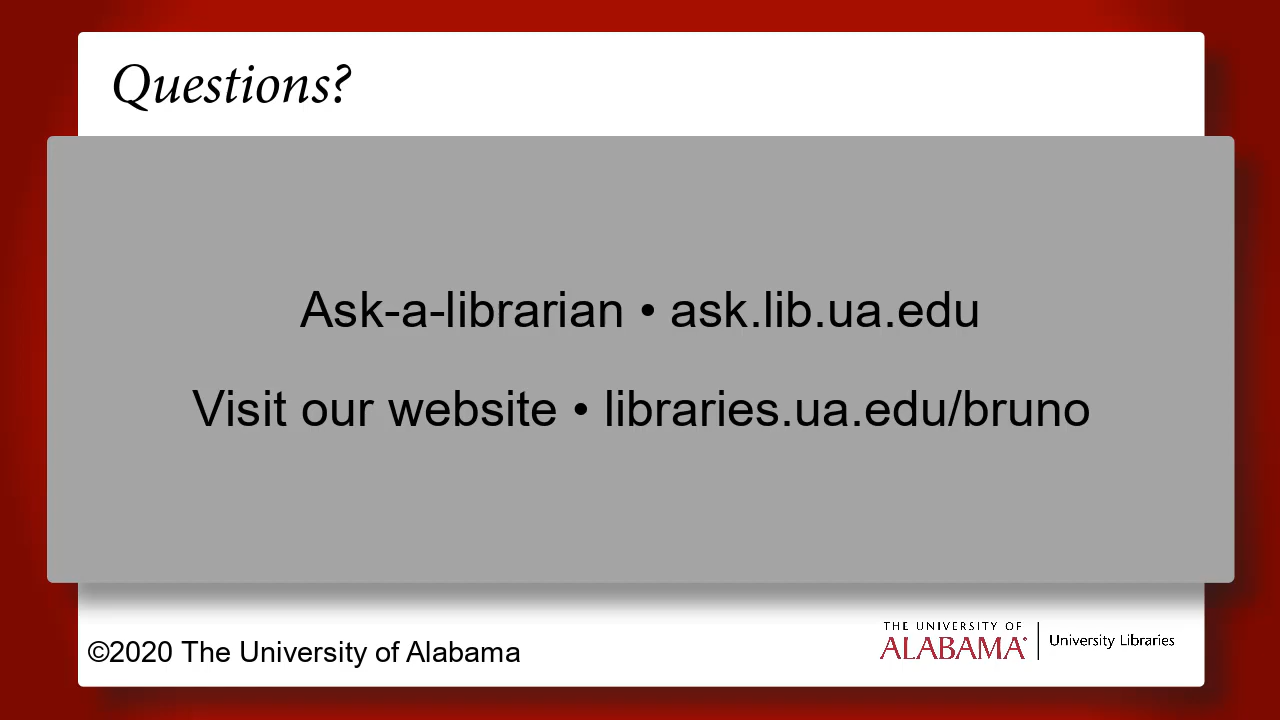 Questions?
Ask-a-librarian • ask.lib.ua.edu
Visit our website • libraries.ua.edu/bruno
©2020 The University of Alabama
THE UNIVERSITY OF
ALABAMA®
University Libraries